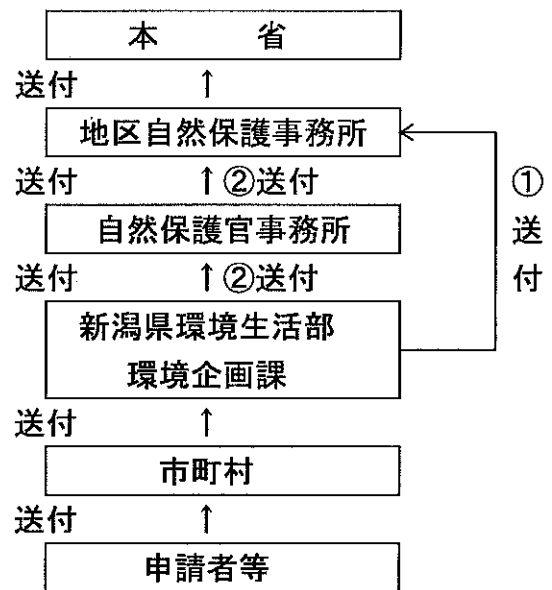 本　　　省
送付　　↑
地区自然保護事務所
送付　　↑②送付
自然保護官事務所
送付　　↑②送付
新潟県環境生活部
環境企画課
送付　　↑
市町村
送付　　↑
申請者等
①
送
付